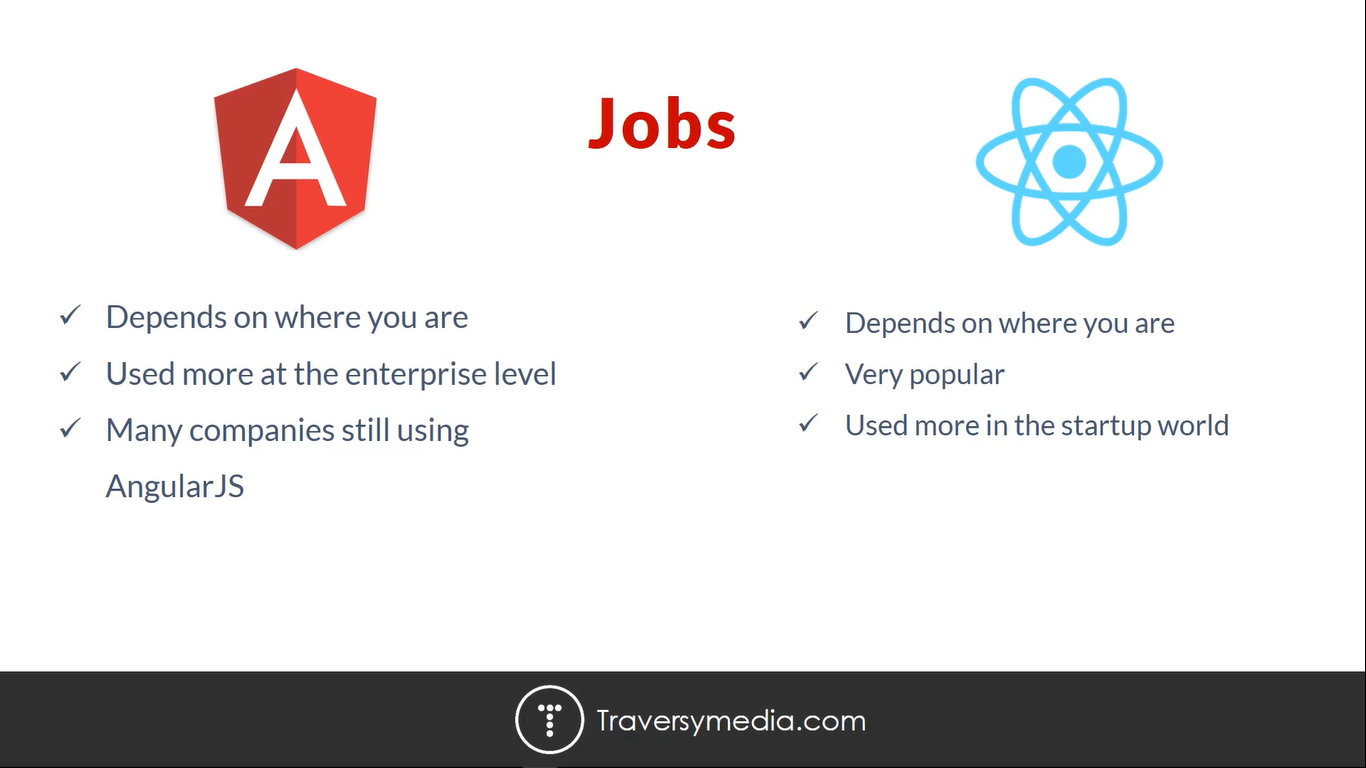 Jobs
Depends on where you are
Used more at the enterprise level
Many companies still using
AngularJS
Depends on where you are
Very popular
Used more in the startup world
Traversymedia.com